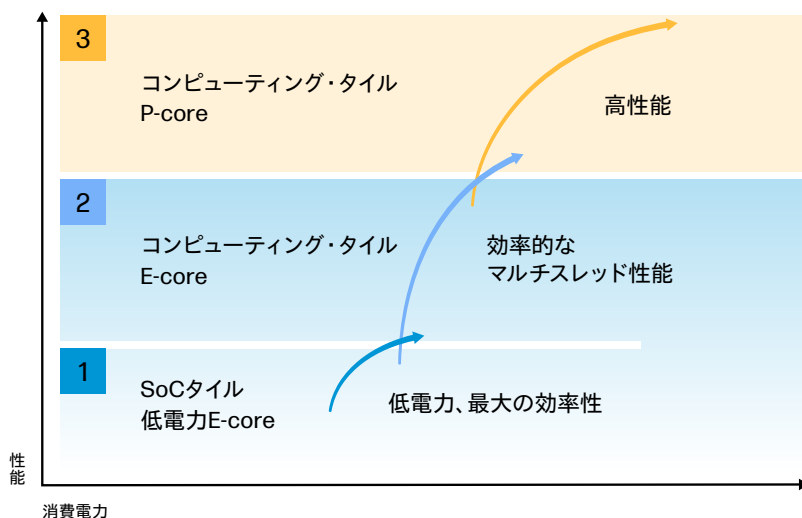 3
コンピューティング・タイル
P-core
高性能
2
コンピューティング・タイル
E-core
効率的な
マルチスレッド性能
1
SoCタイル
低電力E-core
低電力、最大の効率性
性能
消費電力